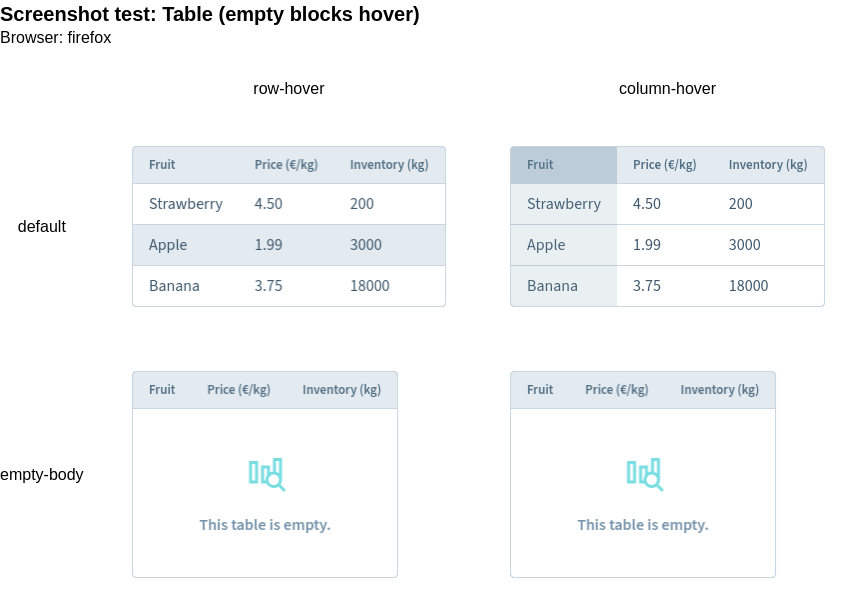 Screenshot test: Table (empty blocks hover)
Browser: firefox
row-hover column-hover
default
Fruit Price (€/kg) Inventory (kg)
Strawberry 4.50 200
Apple 1.99 3000
Banana 3.75 18000
Fruit Price (€/kg) Inventory (kg)
Strawberry 4.50 200
Apple 1.99 3000
Banana 3.75 18000
empty-body
Fruit Price (€/kg) Inventory (kg)
This table is empty.
Fruit Price (€/kg) Inventory (kg)
This table is empty.